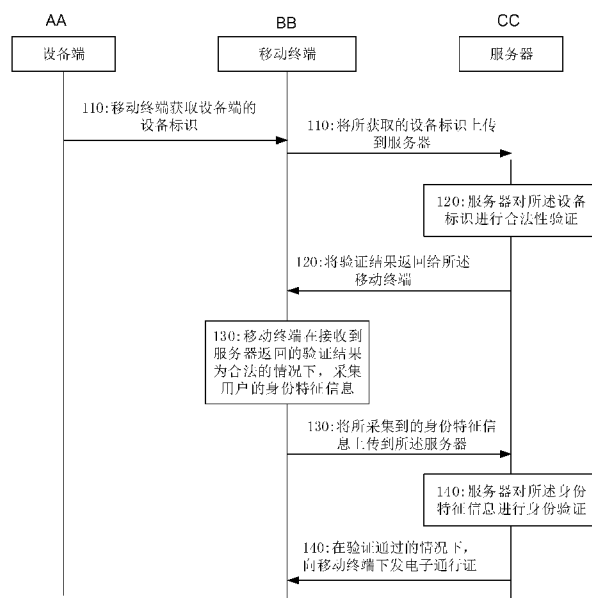 AA
BB
CC
设备端
移动终端
服务器
110:移动终端获取设备端的
设备标识
110:将所获取的设备标识上传
到服务器
120:服务器对所述设备
标识进行合法性验证
120:将验证结果返回给所述
移动终端
130:移动终端在接收到
服务器返回的验证结果
为合法的情况下，采集
用户的身份特征信息
130:将所采集到的身份特征信
息上传到所述服务器
140:服务器对所述身份
特征信息进行身份验证
140:在验证通过的情况下，
向移动终端下发电子通行证